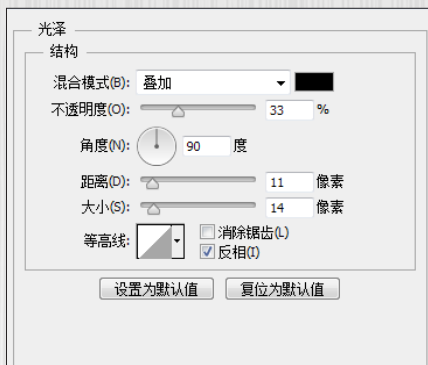 光泽
结构
混合模式(B): 叠加
不透明度(O): 33 %
角度(N): 90 度
距离(D): 11 像素
大小(S): 14 像素
等高线: 消除锯齿(L)
反相(I)
设置为默认值 复位为默认值